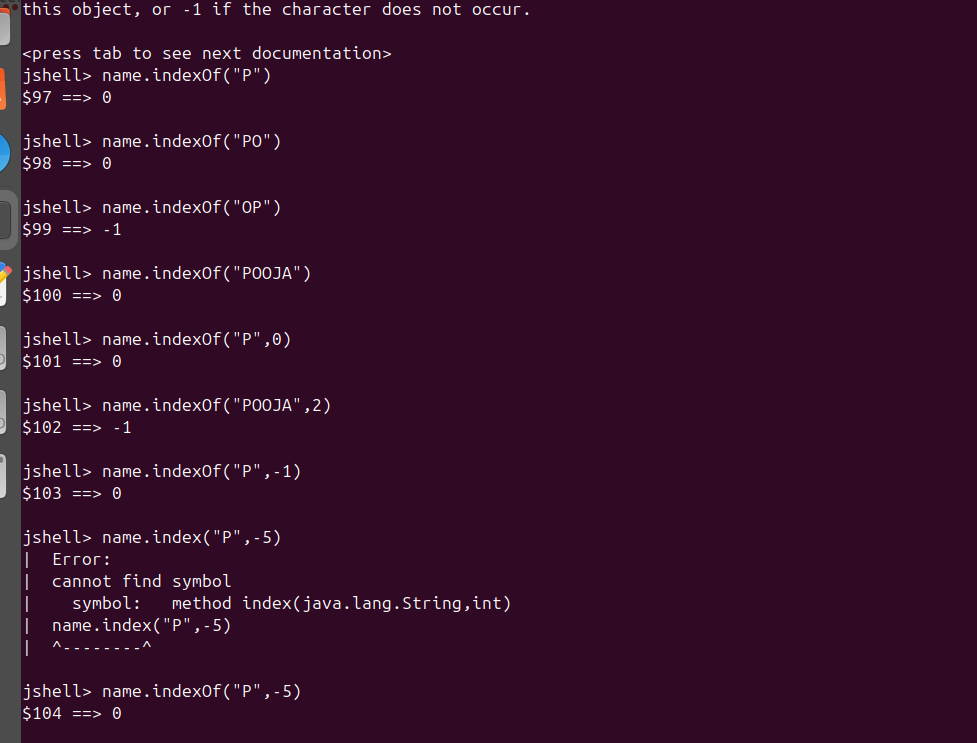 this object, or -1 if the character does not occur.
<press tab to see next documentation>
jshell> name.indexOf("P")
$97 ==> 0
jshell> name.indexOf("PO")
$98 ==> 0
jshell> name.indexOf("OP")
$99 ==> -1
jshell> name.indexOf("POOJA")
$100 ==> 0
jshell> name.indexOf("P",0)
$101 ==> 0
jshell> name.indexOf("POOJA",2)
$102 ==> -1
jshell> name.indexOf("P",-1)
$103 ==> 0
jshell> name.index("P",-5)
|  Error:
|  cannot find symbol
|    symbol:   method index(java.lang.String,int)
|  name.index("P",-5)
|  ^--------^
jshell> name.indexOf("P",-5)
$104 ==> 0